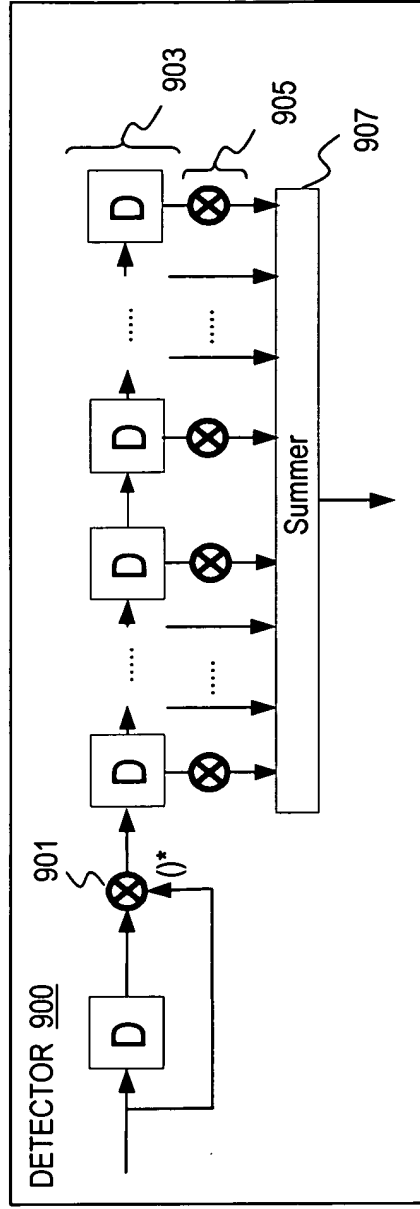 DETECTOR 900
D
901
()*
D
.....
D
D
.....
D
903
.....
.....
905
Summer
907